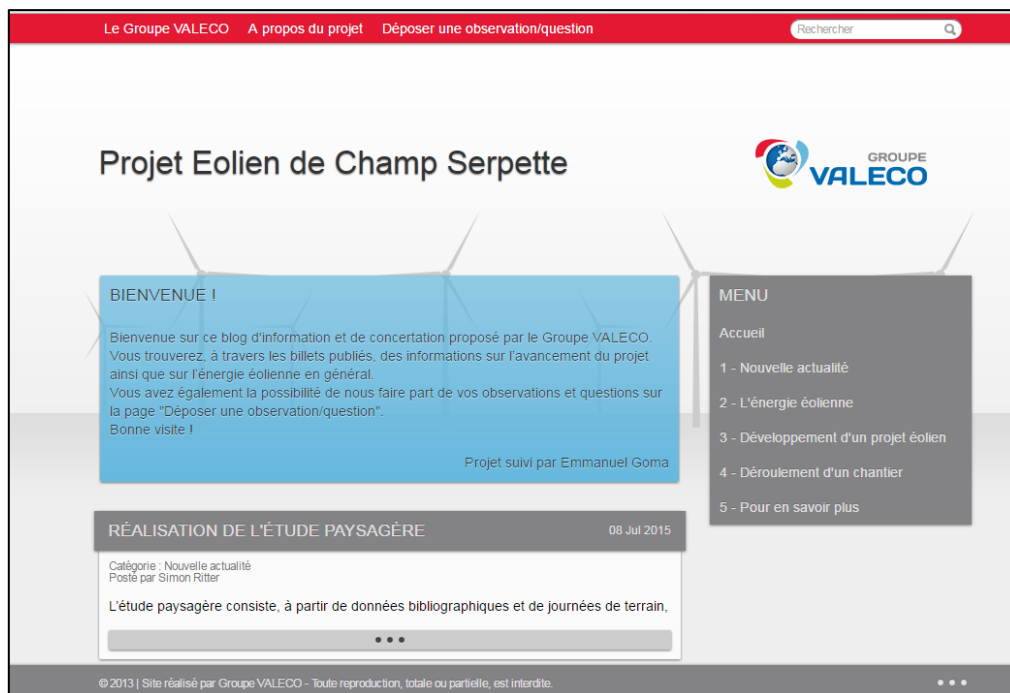 Le Groupe VALECO A propos du projet Déposer une observation/question Rechercher
Projet Eolien de Champ Serpette
GROUPE
VALECO
BIENVENUE !
Bienvenue sur ce blog d'information et de concertation proposé par le Groupe VALECO.
Vous trouverez, à travers les billets publiés, des informations sur l'avancement du projet
ainsi que sur l'énergie éolienne en général.
Vous avez également la possibilité de nous faire part de vos observations et questions sur
la page "Déposer une observation/question".
Bonne visite !
Projet suivi par Emmanuel Goma
MENU
Accueil
1 - Nouvelle actualité
2 - L'énergie éolienne
3 - Développement d'un projet éolien
4 - Déroulement d'un chantier
5 - Pour en savoir plus
RÉALISATION DE L'ÉTUDE PAYSAGÈRE 08 Jul 2015
Catégorie : Nouvelle actualité
Posté par Simon Ritter
L'étude paysagère consiste, à partir de données bibliographiques et de journées de terrain,
© 2013 | Site réalisé par Groupe VALECO - Toute reproduction, totale ou partielle, est interdite.